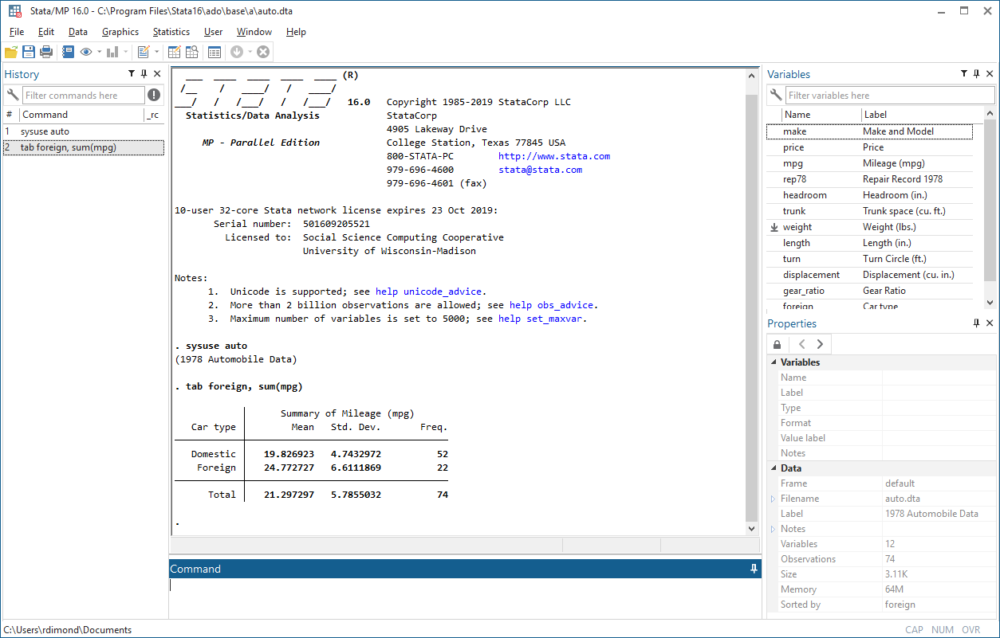 Stata/MP 16.0 - C:\Program Files\Stata16\ado\base\a\auto.dta
File Edit Data Graphics Statistics User Window Help
History
Filter commands here
# Command _rc
1 sysuse auto
2 tab foreign, sum(mpg)
(R)
16.0 Copyright 1985-2019 StataCorp LLC
Statistics/Data Analysis StataCorp
4905 Lakeway Drive
MP - Parallel Edition College Station, Texas 77845 USA
800-STATA-PC http://www.stata.com
979-696-4600 stata@stata.com
979-696-4601 (fax)
10-user 32-core Stata network license expires 23 Oct 2019:
Serial number: 501609205521
Licensed to: Social Science Computing Cooperative
University of Wisconsin-Madison
Notes:
1. Unicode is supported; see help unicode_advice.
2. More than 2 billion observations are allowed; see help obs_advice.
3. Maximum number of variables is set to 5000; see help set_maxvar.
. sysuse auto
(1978 Automobile Data)
. tab foreign, sum(mpg)
Summary of Mileage (mpg)
Car type Mean Std. Dev. Freq.
Domestic 19.826923 4.7432972 52
Foreign 24.772727 6.6111869 22
Total 21.297297 5.7855032 74
.
Command
Variables
Filter variables here
Name Label
make Make and Model
price Price
mpg Mileage (mpg)
rep78 Repair Record 1978
headroom Headroom (in.)
trunk Trunk space (cu. ft.)
weight Weight (lbs.)
length Length (in.)
turn Turn Circle (ft.)
displacement Displacement (cu. in.)
gear_ratio Gear Ratio
foreign Car type
Properties
Variables
Name
Label
Type
Format
Value label
Notes
Data
Frame default
Filename auto.dta
Label 1978 Automobile Data
Notes
Variables 12
Observations 74
Size 3.11K
Memory 64M
Sorted by foreign
C:\Users\rdimond\Documents
CAP NUM OVR